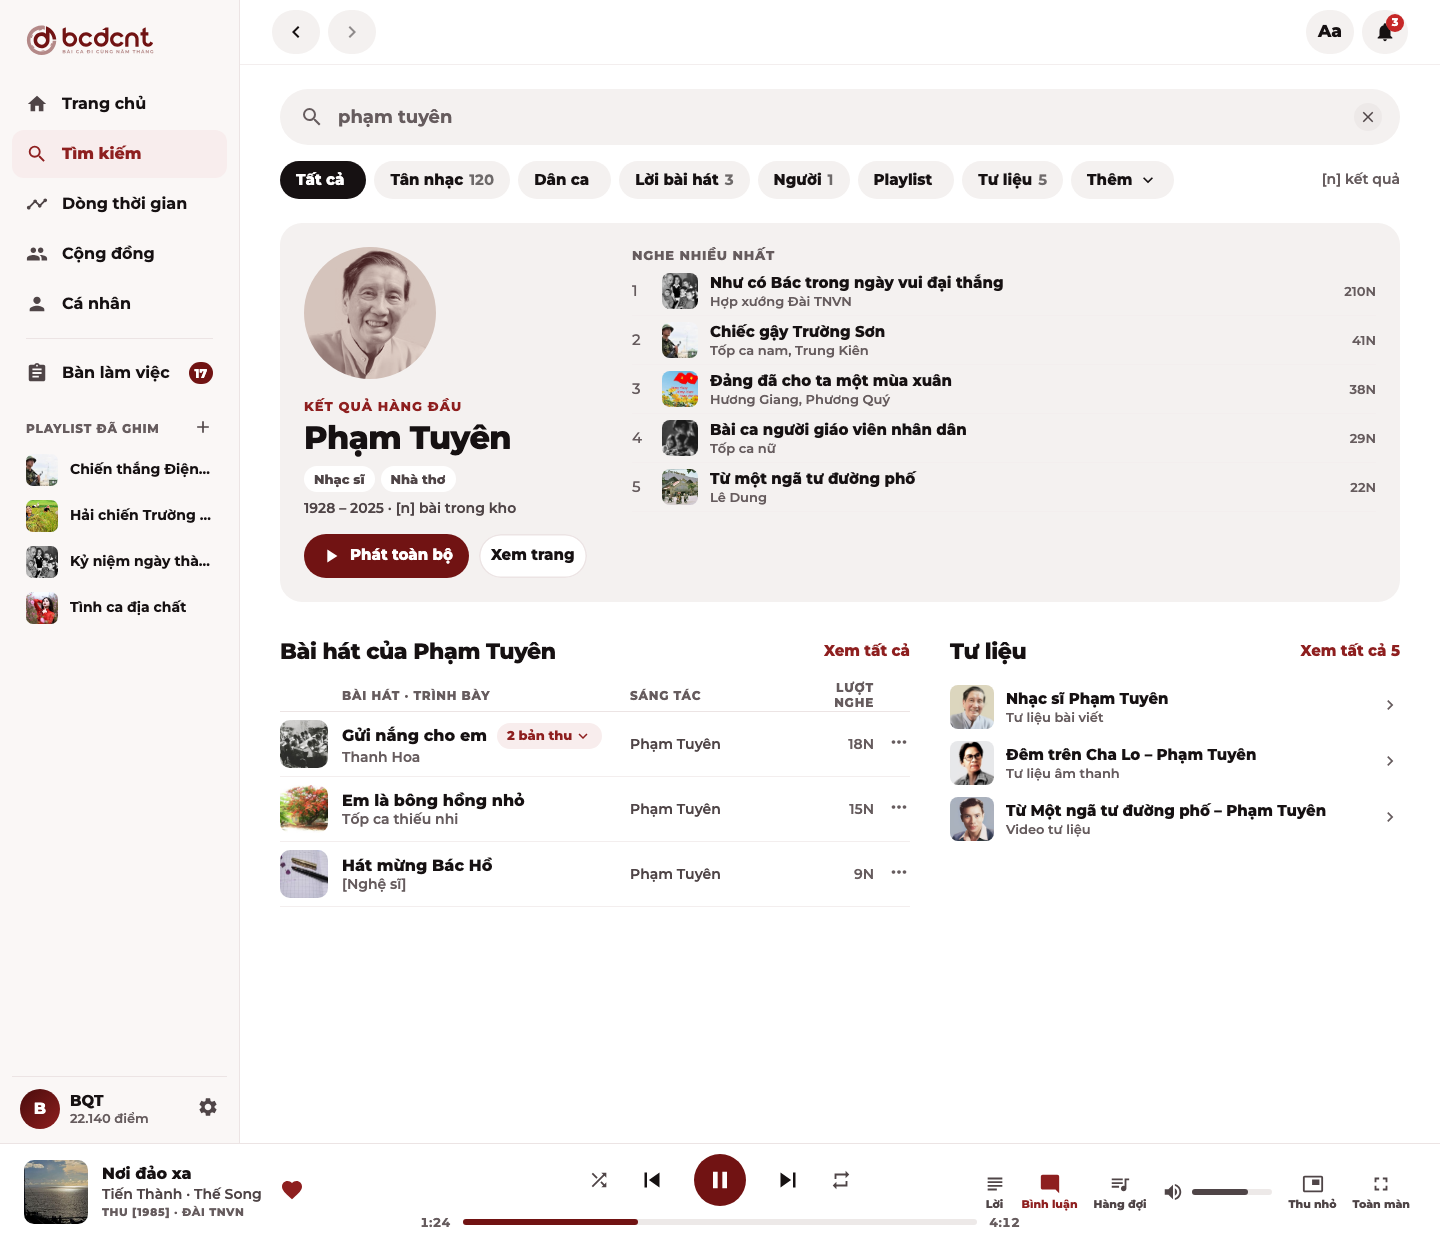 bcdcnt
BÀI CA ĐI CÙNG NĂM THÁNG
Trang chủ
Tìm kiếm
Dòng thời gian
Cộng đồng
Cá nhân
Bàn làm việc 17
PLAYLIST ĐÃ GHIM
Chiến thắng Điện...
Hải chiến Trường ...
Kỷ niệm ngày thà...
Tình ca địa chất
B
BQT
22.140 điểm
Aa
3
phạm tuyên
Tất cả
Tân nhạc 120
Dân ca
Lời bài hát 3
Người 1
Playlist
Tư liệu 5
Thêm
[n] kết quả
KẾT QUẢ HÀNG ĐẦU
Phạm Tuyên
Nhạc sĩ
Nhà thơ
1928 – 2025 · [n] bài trong kho
Phát toàn bộ
Xem trang
NGHE NHIỀU NHẤT
1
Như có Bác trong ngày vui đại thắng
Hợp xướng Đài TNVN
210N
2
Chiếc gậy Trường Sơn
Tốp ca nam, Trung Kiên
41N
3
Đảng đã cho ta một mùa xuân
Hương Giang, Phương Quý
38N
4
Bài ca người giáo viên nhân dân
Tốp ca nữ
29N
5
Từ một ngã tư đường phố
Lê Dung
22N
Bài hát của Phạm Tuyên
Xem tất cả
BÀI HÁT · TRÌNH BÀY
SÁNG TÁC
LƯỢT
NGHE
Gửi nắng cho em
2 bản thu
Thanh Hoa
Phạm Tuyên
18N
Em là bông hồng nhỏ
Tốp ca thiếu nhi
Phạm Tuyên
15N
Hát mừng Bác Hồ
[Nghệ sĩ]
Phạm Tuyên
9N
Tư liệu
Xem tất cả 5
Nhạc sĩ Phạm Tuyên
Tư liệu bài viết
Đêm trên Cha Lo – Phạm Tuyên
Tư liệu âm thanh
Từ Một ngã tư đường phố – Phạm Tuyên
Video tư liệu
Nơi đảo xa
Tiến Thành · Thế Song
THU [1985] · ĐÀI TNVN
1:24
4:12
Lời
Bình luận
Hàng đợi
Thu nhỏ
Toàn màn